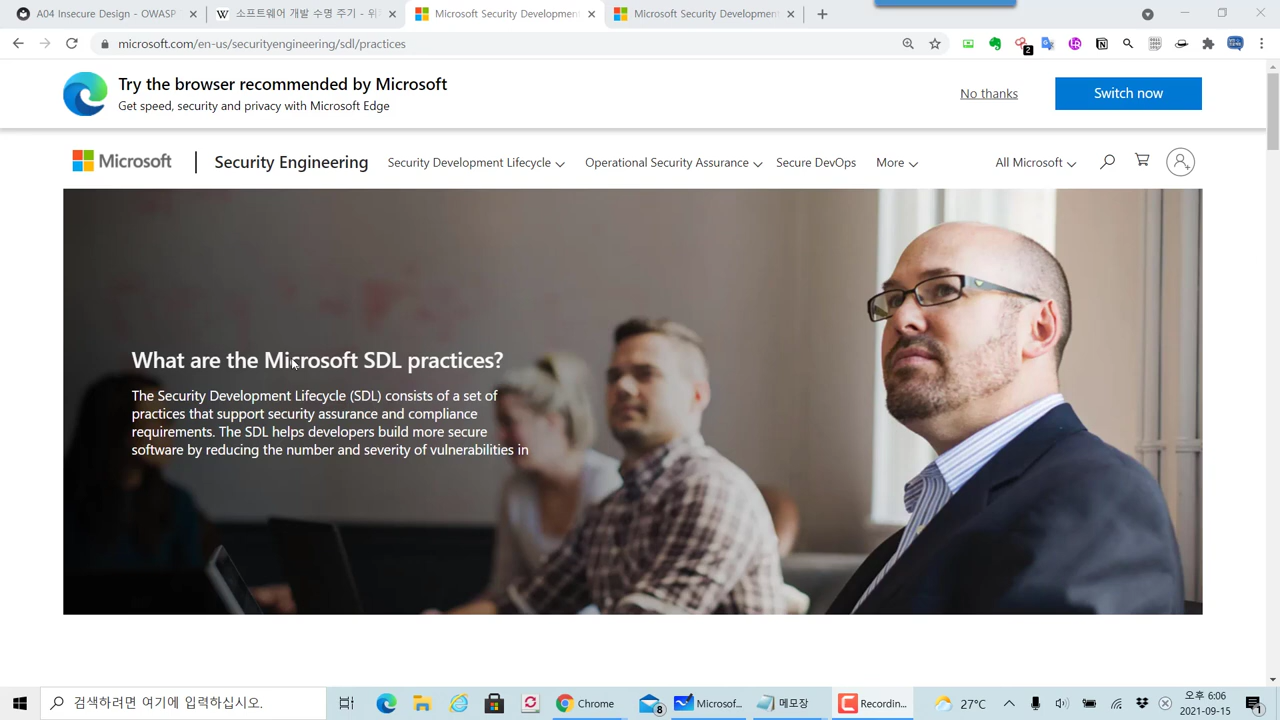 A04 Insecure Design - OWASP
소프트웨어 개발 수명 주기 - 위
Microsoft Security Development
Microsoft Security Development
microsoft.com/en-us/securityengineering/sdl/practices
2
Try the browser recommended by Microsoft
Get speed, security and privacy with Microsoft Edge
No thanks
Switch now
Microsoft
Security Engineering
Security Development Lifecycle
Operational Security Assurance
Secure DevOps
More
All Microsoft
What are the Microsoft SDL practices?
The Security Development Lifecycle (SDL) consists of a set of
practices that support security assurance and compliance
requirements. The SDL helps developers build more secure
software by reducing the number and severity of vulnerabilities in
검색하려면 여기에 입력하십시오.
Chrome
8
Microsof...
메모장
Recordin...
27°C
오후 6:06
2021-09-15
1